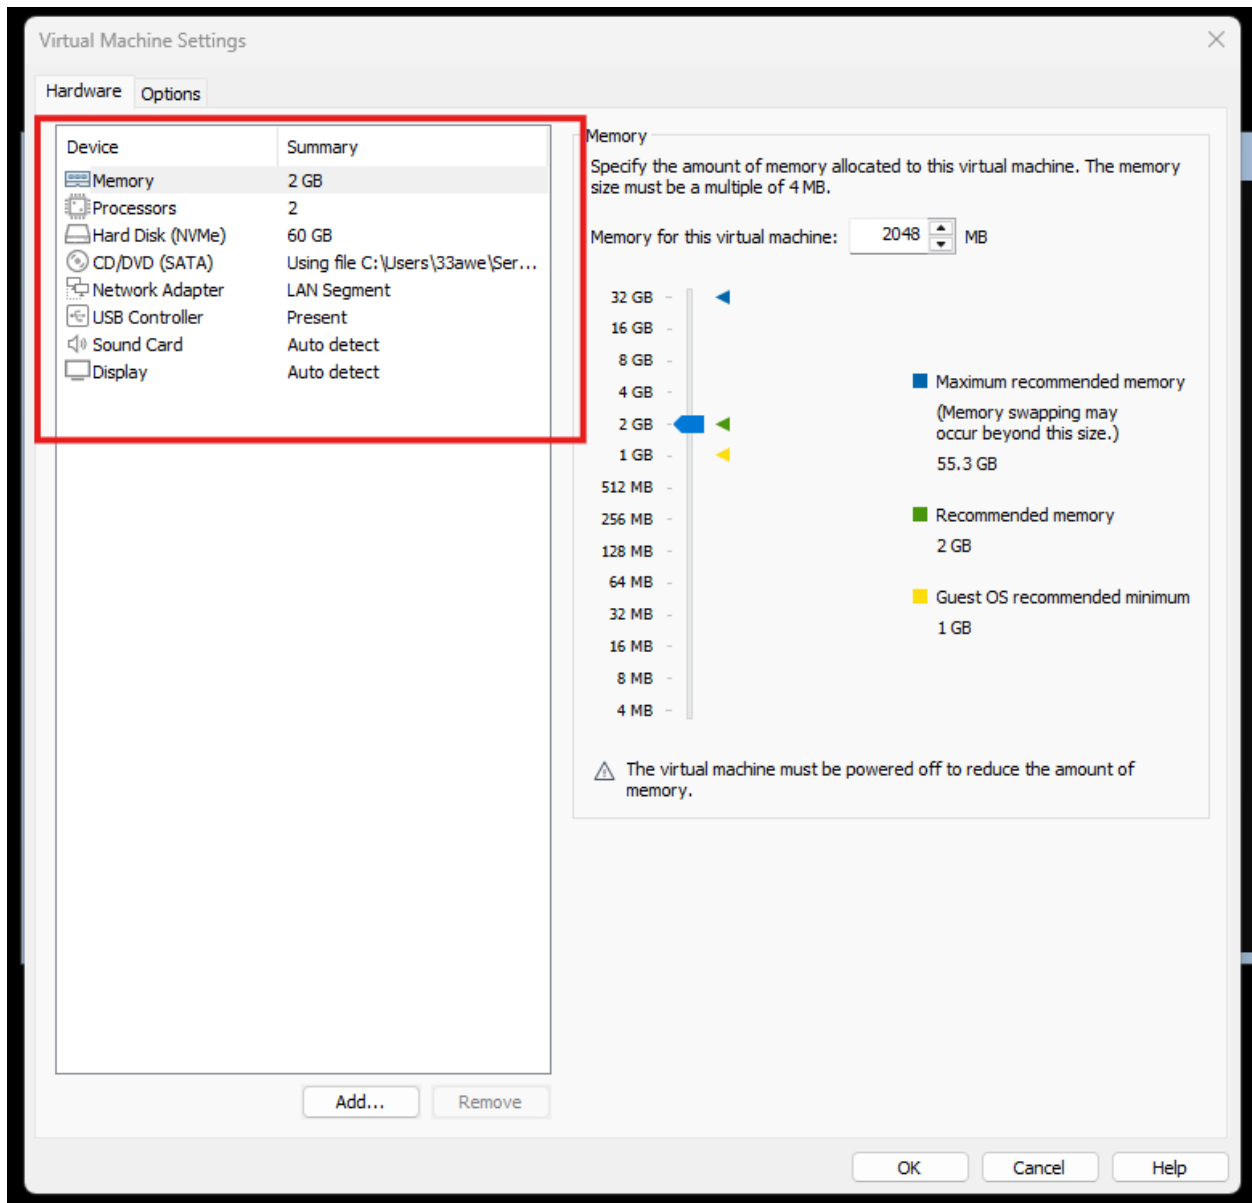 Virtual Machine Settings
Hardware
Options
Device Summary
Memory 2 GB
Processors 2
Hard Disk (NVMe) 60 GB
CD/DVD (SATA) Using file C:\Users\33awe\Ser...
Network Adapter LAN Segment
USB Controller Present
Sound Card Auto detect
Display Auto detect
Add...
Remove
Memory
Specify the amount of memory allocated to this virtual machine. The memory
size must be a multiple of 4 MB.
Memory for this virtual machine: 2048 MB
32 GB
16 GB
8 GB
4 GB
2 GB
1 GB
512 MB
256 MB
128 MB
64 MB
32 MB
16 MB
8 MB
4 MB
Maximum recommended memory
(Memory swapping may
occur beyond this size.)
55.3 GB
Recommended memory
2 GB
Guest OS recommended minimum
1 GB
The virtual machine must be powered off to reduce the amount of
memory.
OK
Cancel
Help